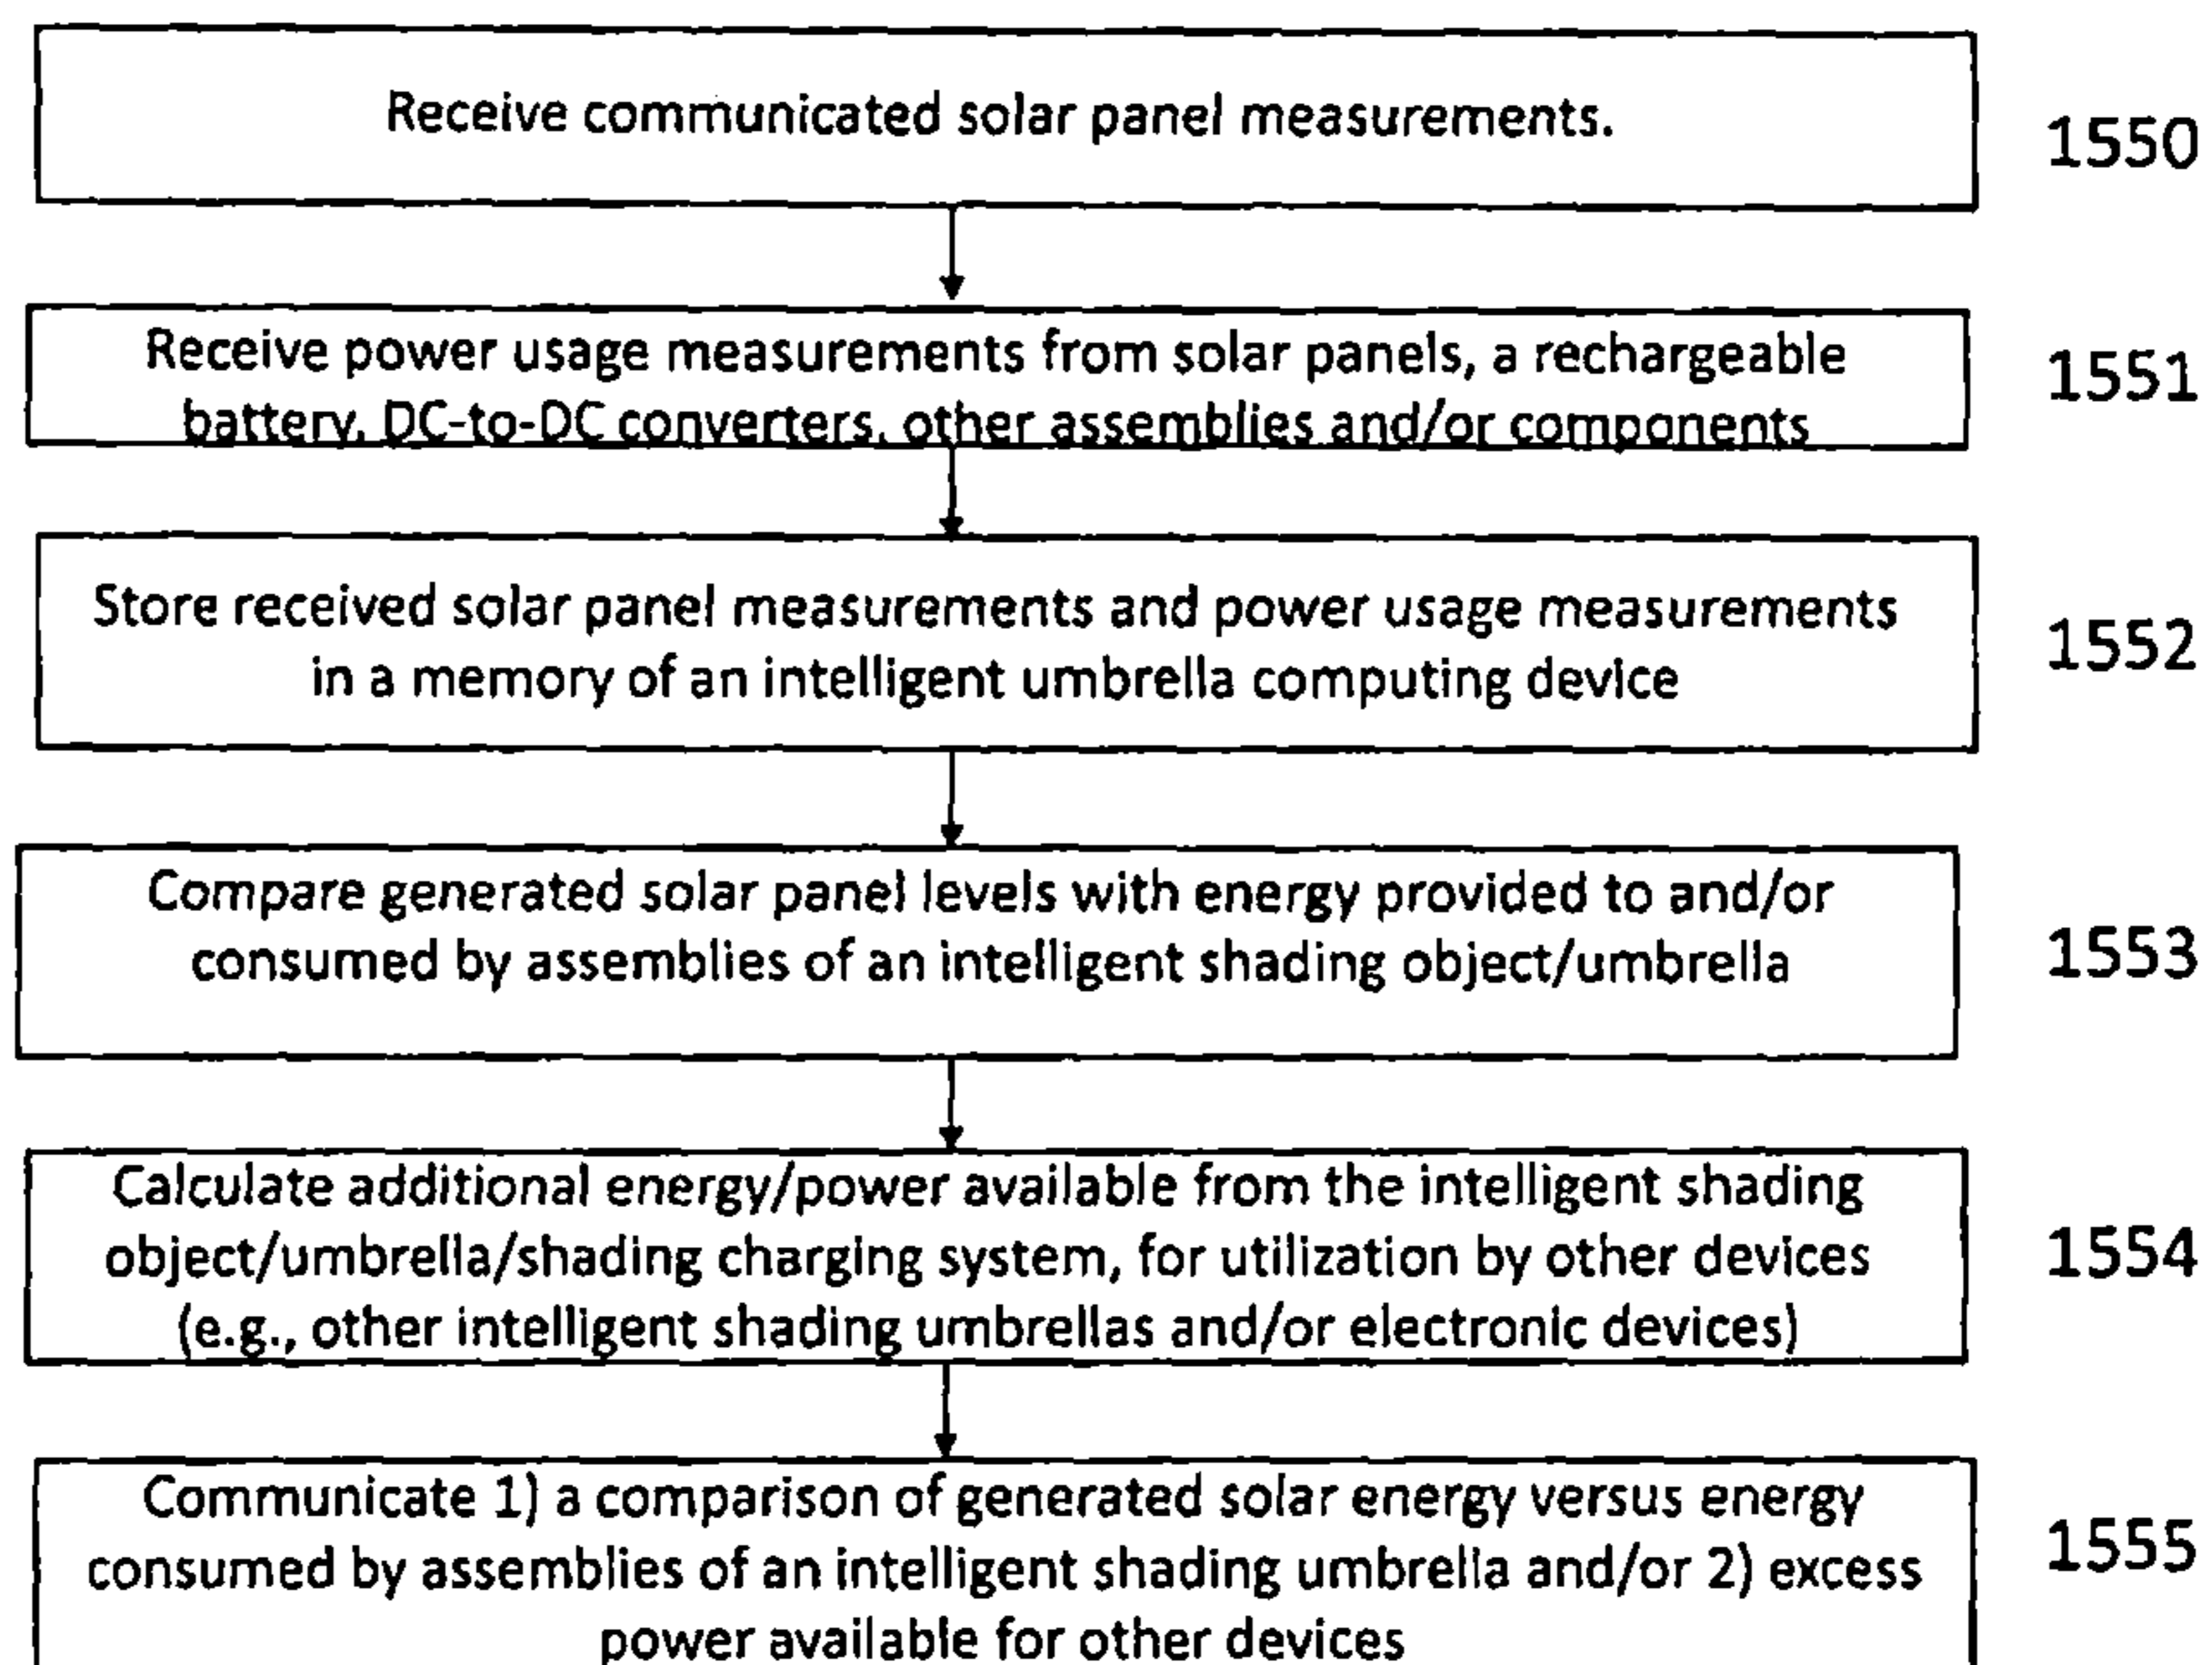 Receive communicated solar panel measurements.
1550
Receive power usage measurements from solar panels, a rechargeable
battery, DC-to-DC converters, other assemblies and/or components
1551
Store received solar panel measurements and power usage measurements
in a memory of an intelligent umbrella computing device
1552
Compare generated solar panel levels with energy provided to and/or
consumed by assemblies of an intelligent shading object/umbrella
1553
Calculate additional energy/power available from the intelligent shading
object/umbrella/shading charging system, for utilization by other devices
(e.g., other intelligent shading umbrellas and/or electronic devices)
1554
Communicate 1) a comparison of generated solar energy versus energy
consumed by assemblies of an intelligent shading umbrella and/or 2) excess
power available for other devices
1555